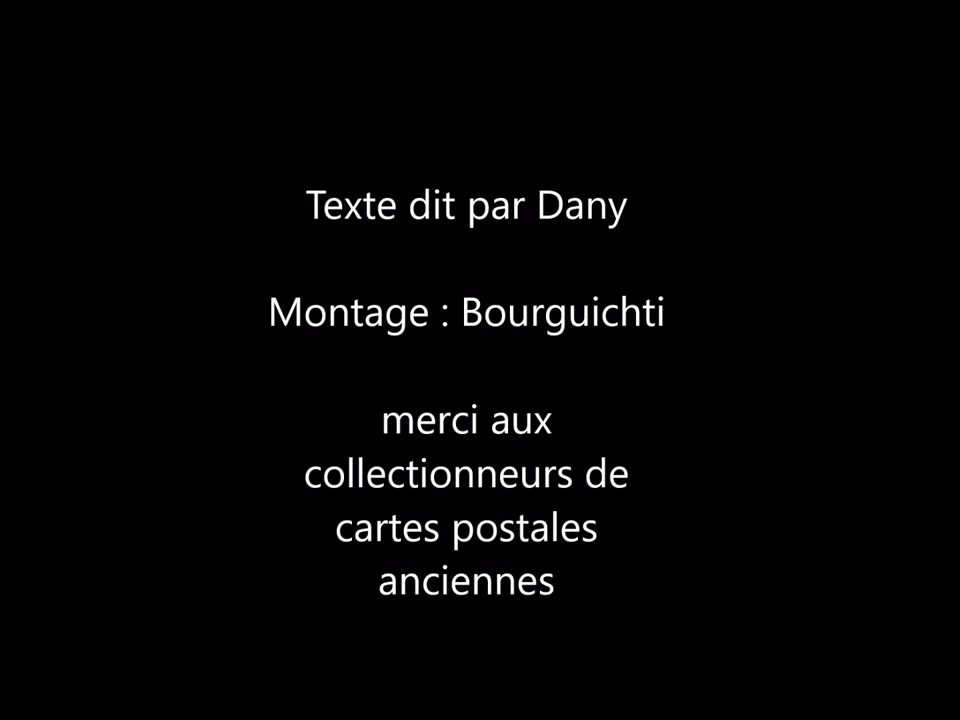 Texte dit par Dany
Montage : Bourguichti
merci aux
collectionneurs de
cartes postales
anciennes